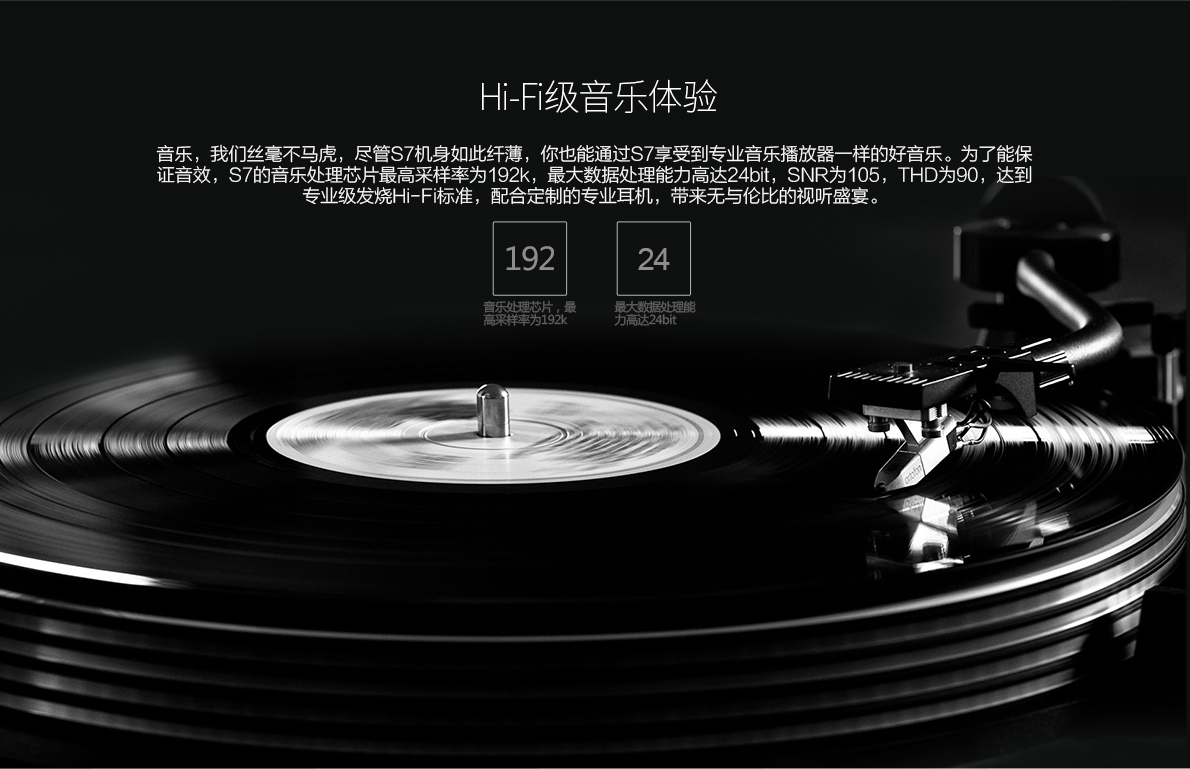 Hi-Fi级音乐体验
音乐，我们丝毫不马虎，尽管S7机身如此纤薄，你也能通过S7享受到专业音乐播放器一样的好音乐。为了能保
证音效，S7的音乐处理芯片最高采样率为192k，最大数据处理能力高达24bit，SNR为105，THD为90，达到
专业级发烧Hi-Fi标准，配合定制的专业耳机，带来无与伦比的视听盛宴。
192
24
音乐处理芯片，最
高采样率为192k
最大数据处理能
力高达24bit
ortofon